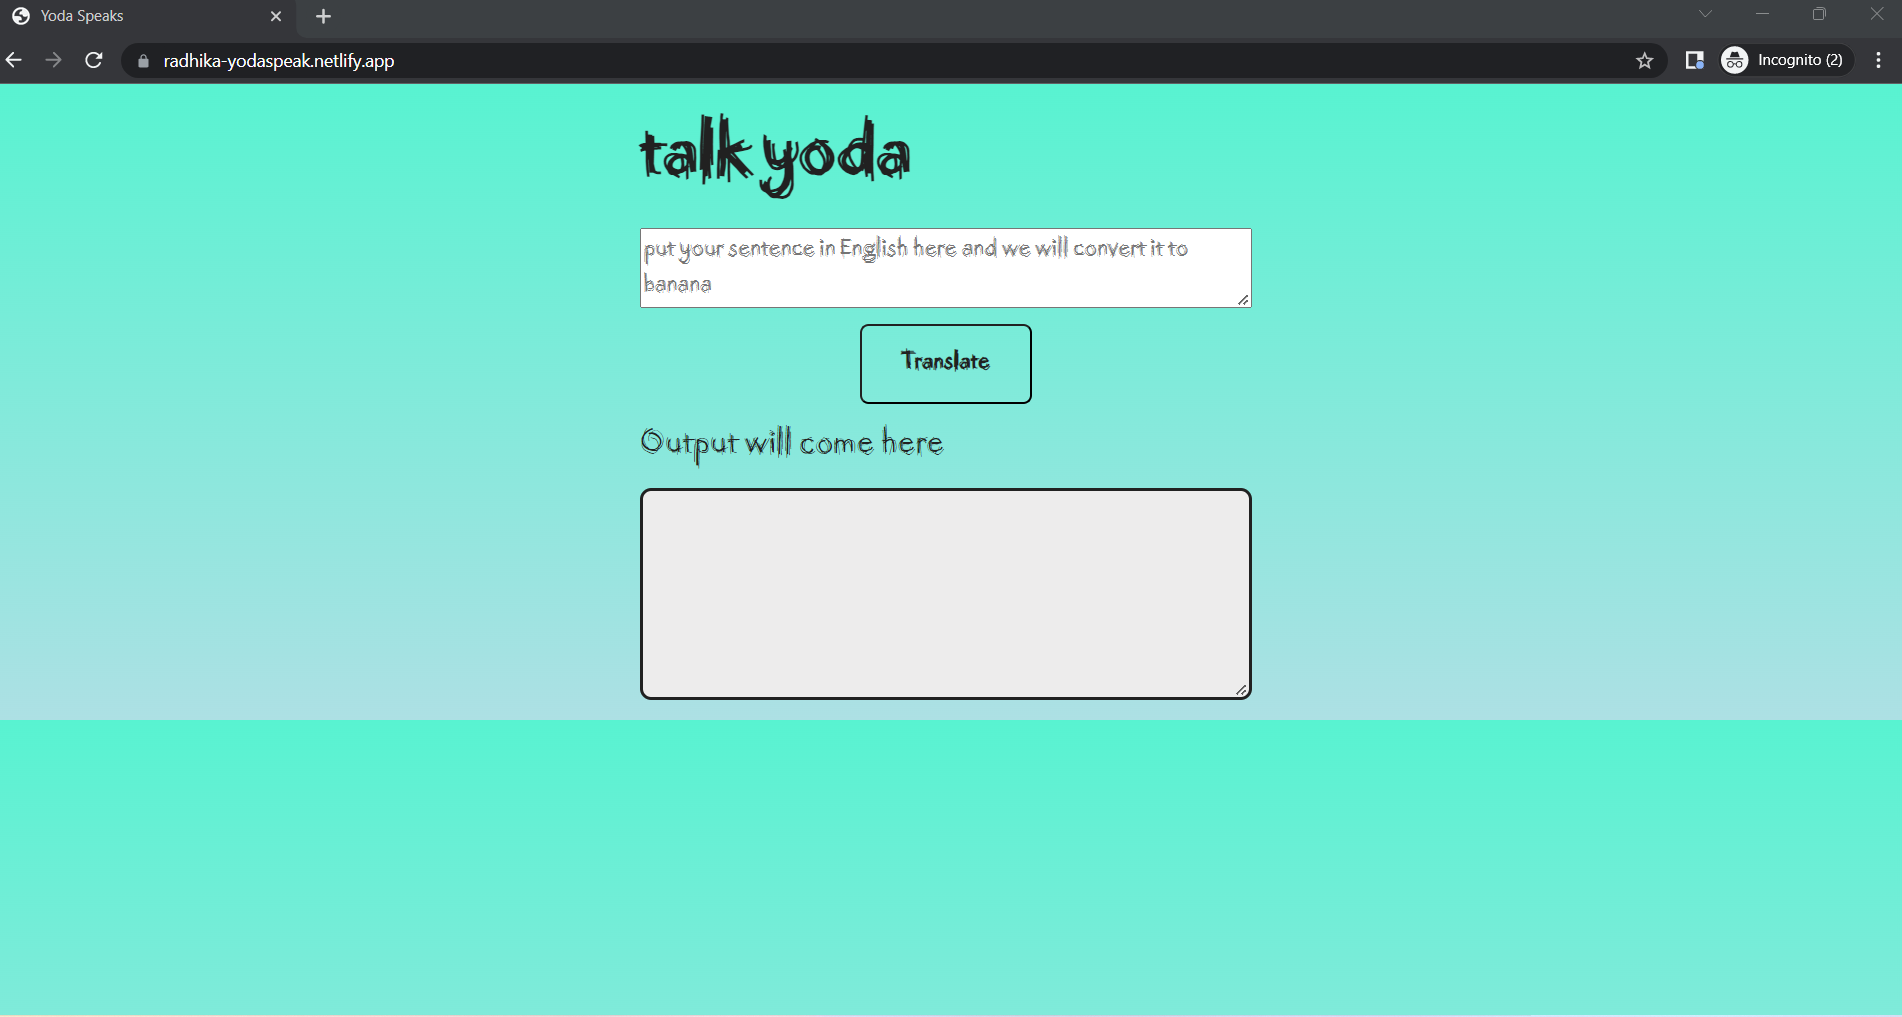 Yoda Speaks
radhika-yodaspeak.netlify.app
Incognito (2)
talk yoda
put your sentence in English here and we will convert it to
banana
Translate
Output will come here